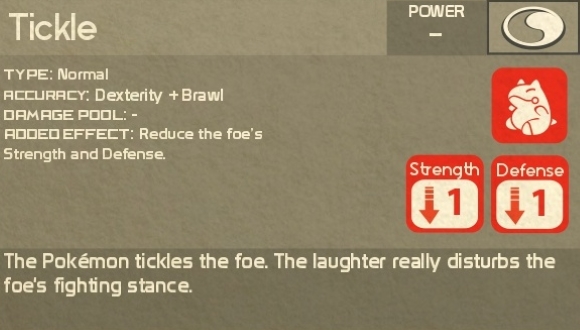 Tickle
POWER
–
TYPE: Normal
ACCURACY: Dexterity + Brawl
DAMAGE POOL: -
ADDED EFFECT: Reduce the foe's
Strength and Defense.
Strength Defense
1 1
The Pokémon tickles the foe. The laughter really disturbs the
foe's fighting stance.